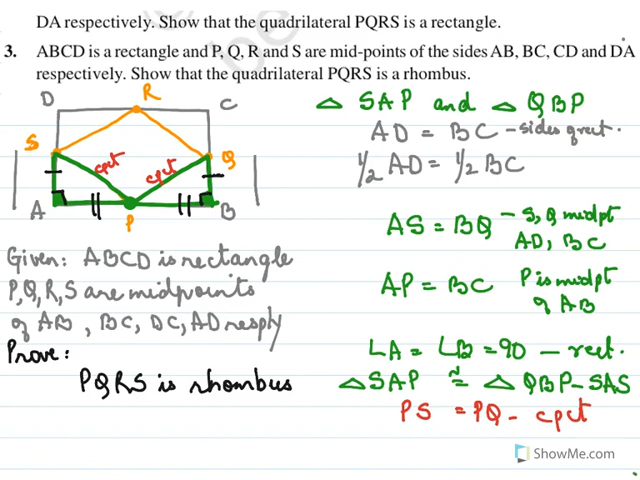 DA respectively. Show that the quadrilateral PQRS is a rectangle.
3. ABCD is a rectangle and P, Q, R and S are mid-points of the sides AB, BC, CD and DA
respectively. Show that the quadrilateral PQRS is a rhombus.
D R C
S Q
cpct cpct
A P B
Given: ABCD is rectangle
P,Q,R,S are midpoints
of AB, BC, DC, AD resply
Prove:
PQRS is rhombus
△ SAP and △ QBP
AD = BC - sides of rect.
1/2 AD = 1/2 BC
AS = BQ - S, Q midpt
AD, BC
AP = BC P is midpt
of AB
∠A = ∠B = 90 - rect.
△SAP ≅ △ QBP - SAS
PS = PQ - cpct
ShowMe.com